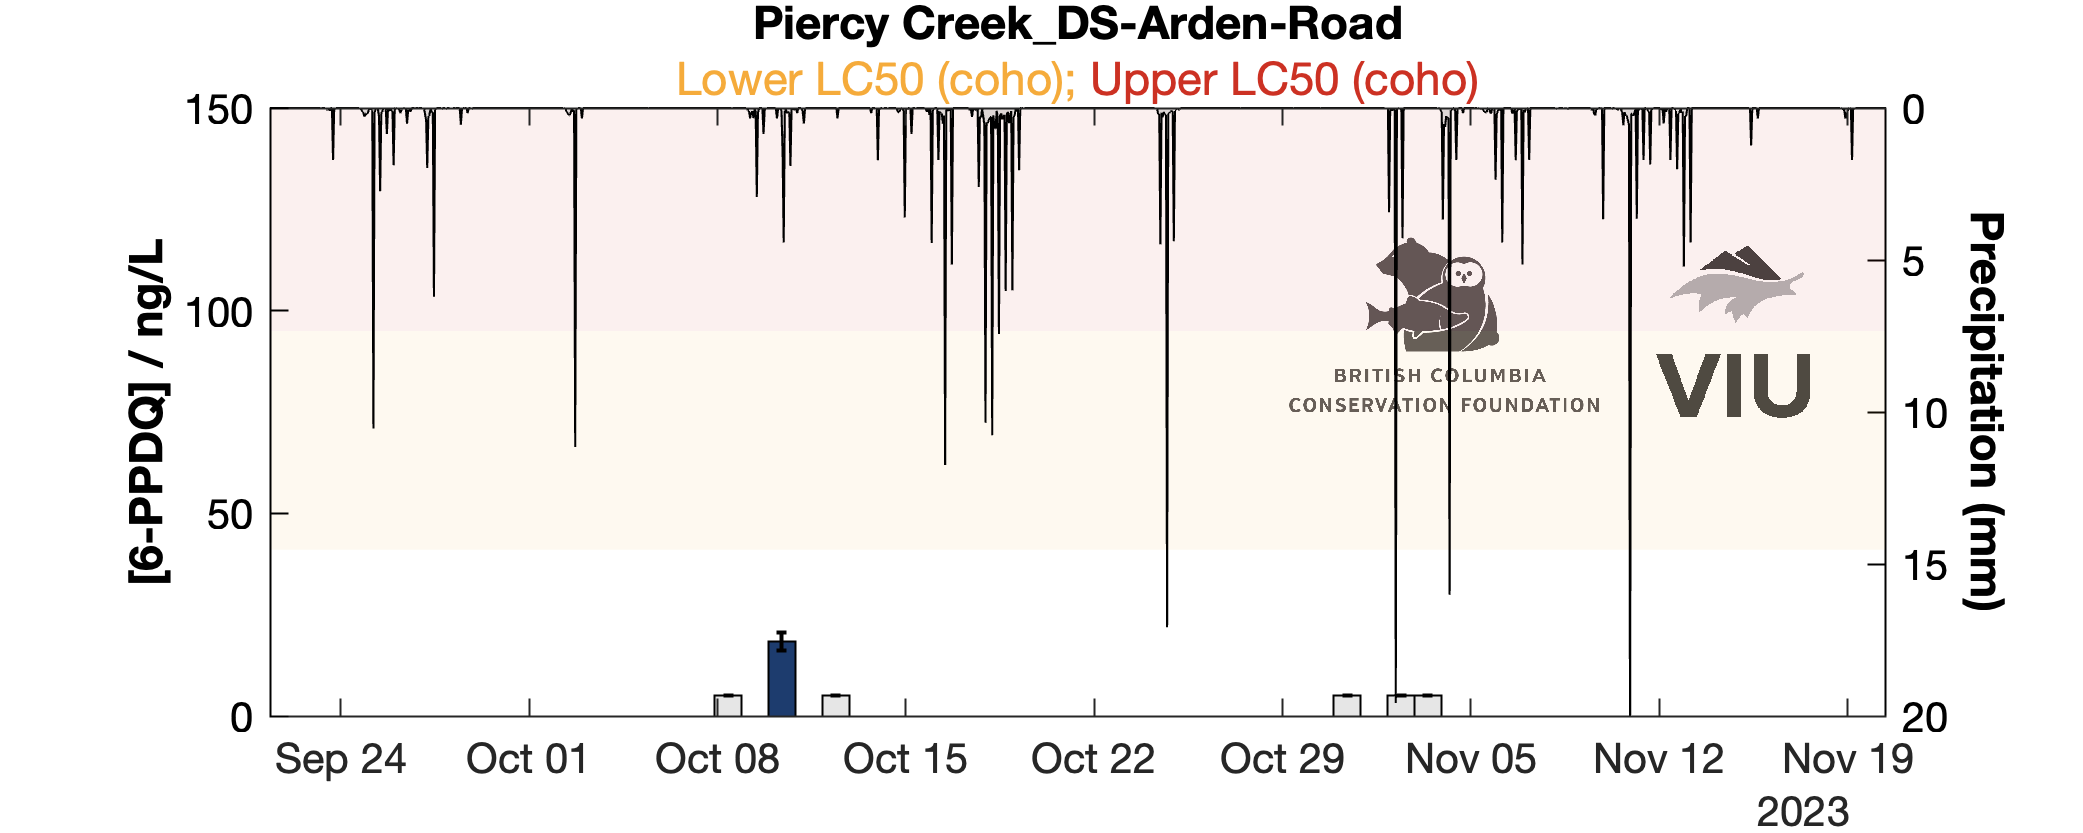 Piercy Creek_DS-Arden-Road
Lower LC50 (coho); Upper LC50 (coho)
150
100
50
0
[6-PPDQ] / ng/L
0
5
10
15
20
Precipitation (mm)
BRITISH COLUMBIA
CONSERVATION FOUNDATION
VIU
Sep 24 Oct 01 Oct 08 Oct 15 Oct 22 Oct 29 Nov 05 Nov 12 Nov 19
2023